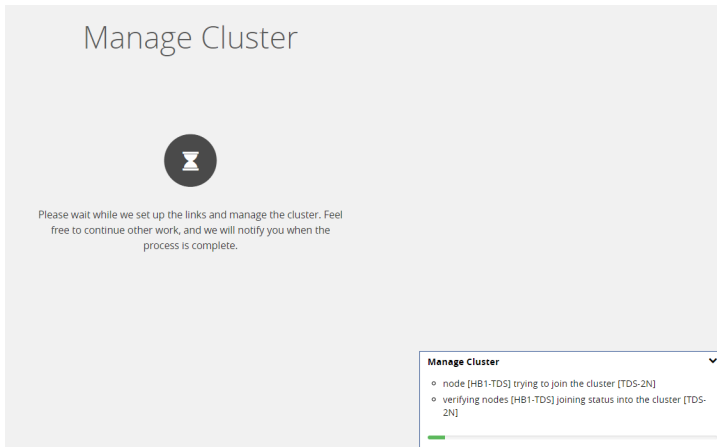 Manage Cluster
Please wait while we set up the links and manage the cluster. Feel
free to continue other work, and we will notify you when the
process is complete.
Manage Cluster
node [HB1-TDS] trying to join the cluster [TDS-2N]
verifying nodes [HB1-TDS] joining status into the cluster [TDS-
2N]